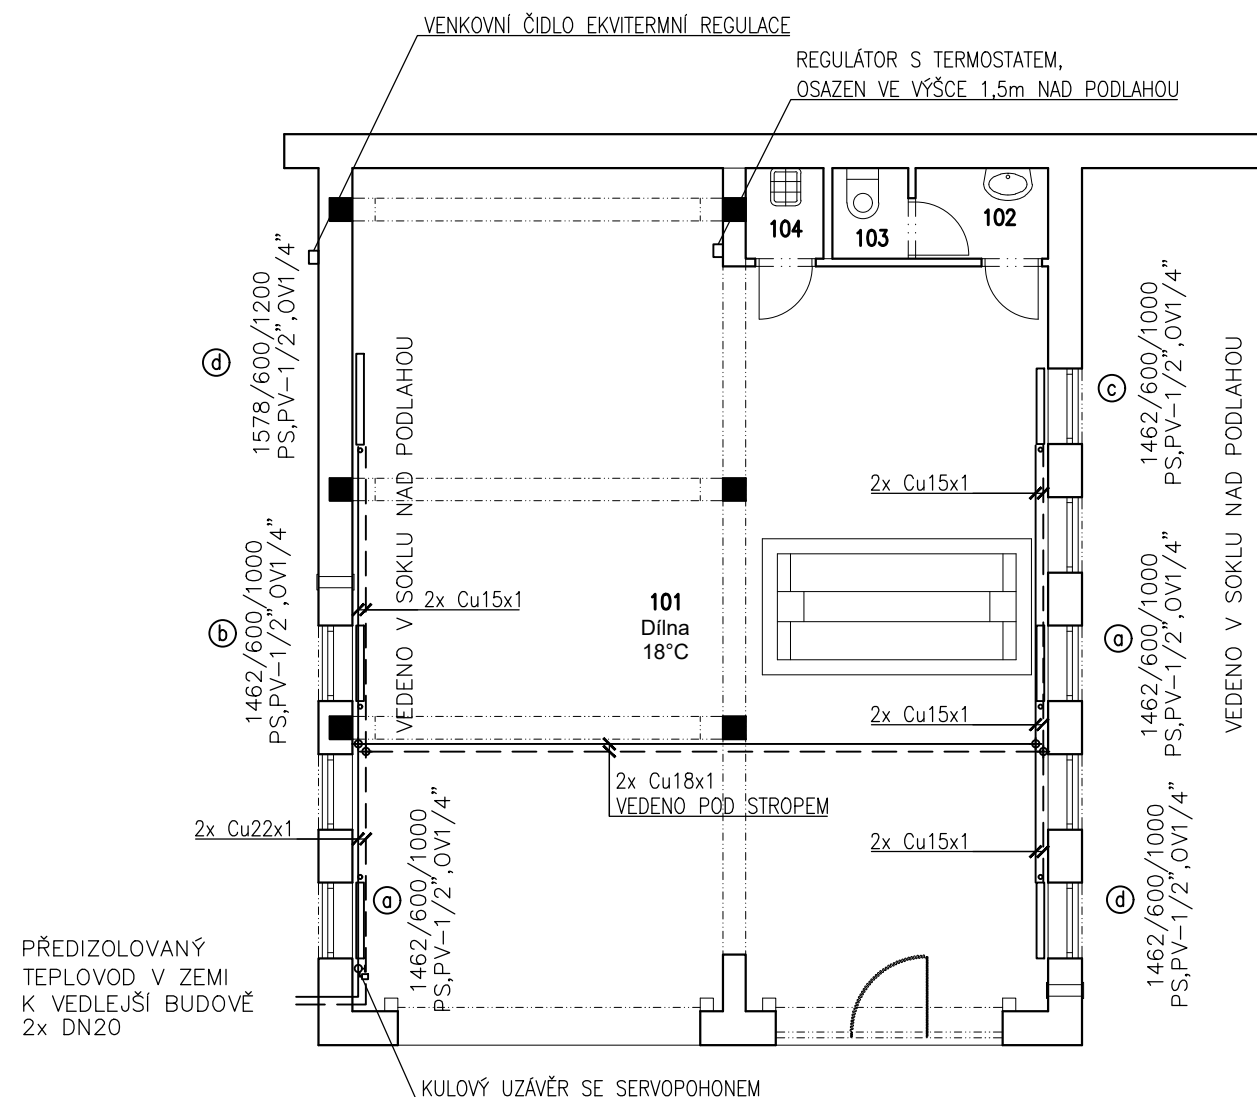 VENKOVNÍ ČIDLO EKVITERMNÍ REGULACE
REGULÁTOR S TERMOSTATEM,
OSAZEN VE VÝŠCE 1,5m NAD PODLAHOU
104
103
102
d
1578/600/1200
PS,PV-1/2",OV1/4"
VEDENO V SOKLU NAD PODLAHOU
c
1462/600/1000
PS,PV-1/2",OV1/4"
VEDENO V SOKLU NAD PODLAHOU
2x Cu15x1
b
1462/600/1000
PS,PV-1/2",OV1/4"
2x Cu15x1
101
Dílna
18°C
a
1462/600/1000
PS,PV-1/2",OV1/4"
2x Cu15x1
2x Cu18x1
VEDENO POD STROPEM
2x Cu22x1
2x Cu15x1
a
1462/600/1000
PS,PV-1/2",OV1/4"
d
1462/600/1000
PS,PV-1/2",OV1/4"
PŘEDIZOLOVANÝ
TEPLOVOD V ZEMI
K VEDLEJŠÍ BUDOVĚ
2x DN20
KULOVÝ UZÁVĚR SE SERVOPOHONEM